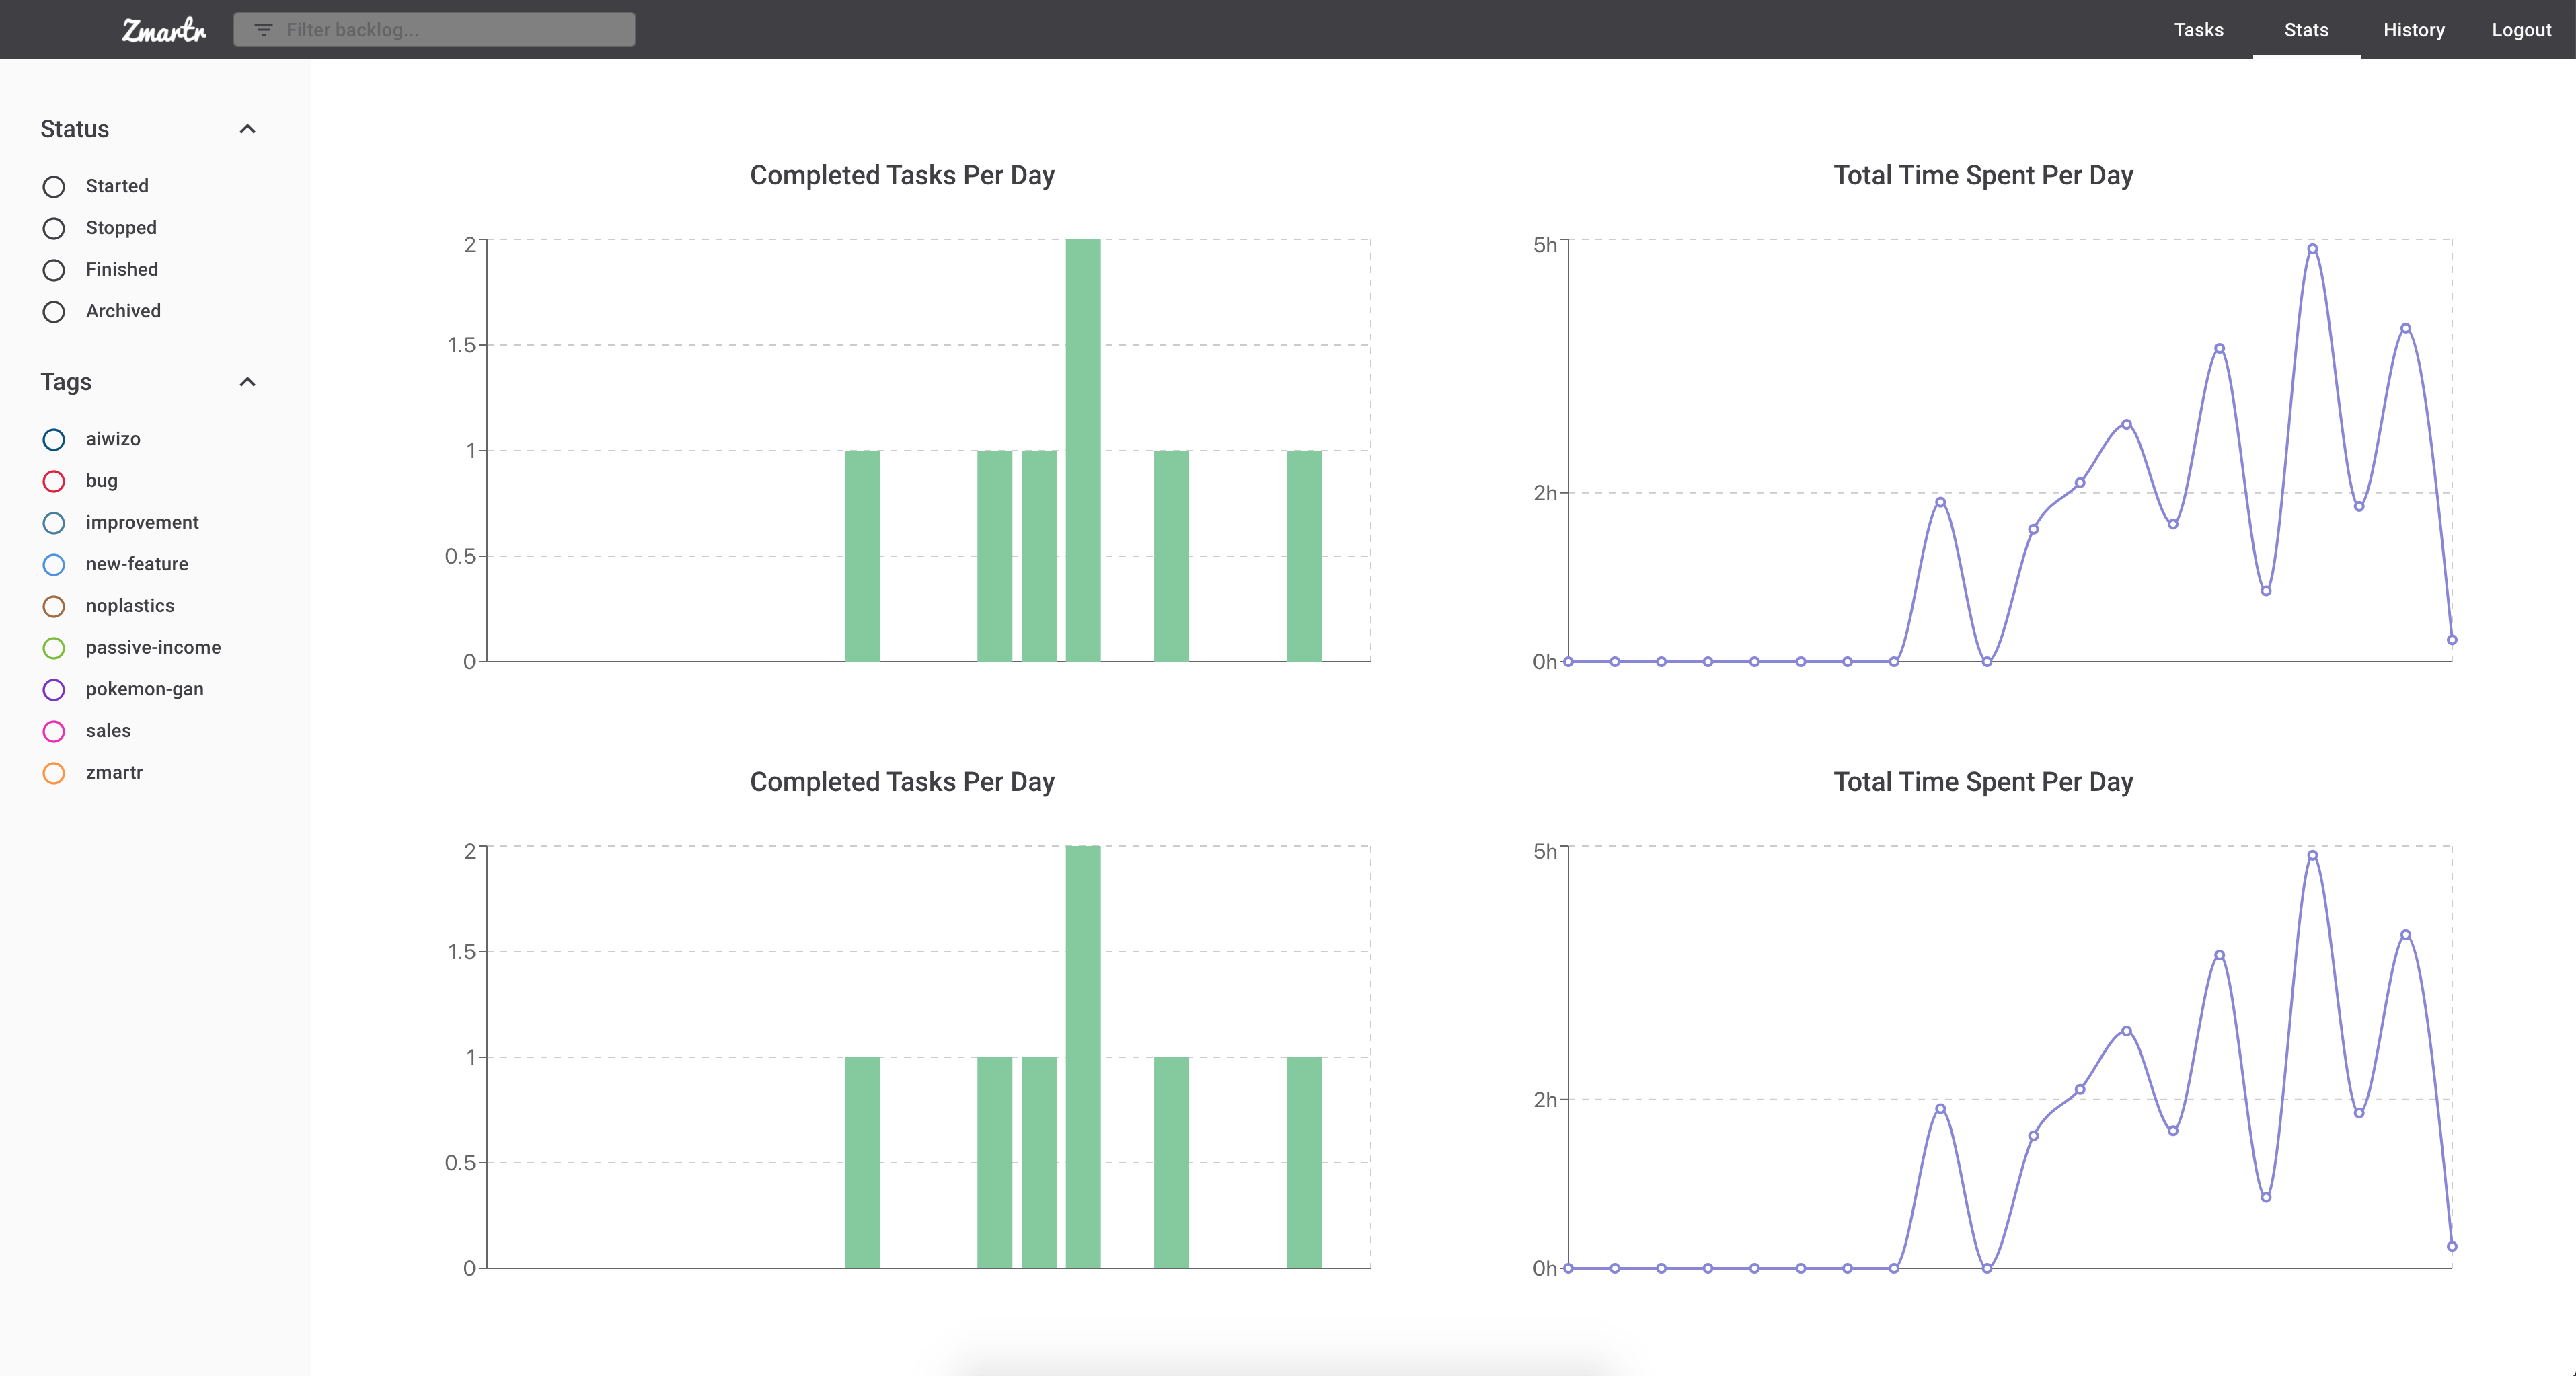 Zmartr
Filter backlog...
Tasks
Stats
History
Logout
Status
Started
Stopped
Finished
Archived
Tags
aiwizo
bug
improvement
new-feature
noplastics
passive-income
pokemon-gan
sales
zmartr
Completed Tasks Per Day
2
1.5
1
0.5
0
Total Time Spent Per Day
5h
2h
0h
Completed Tasks Per Day
2
1.5
1
0.5
0
Total Time Spent Per Day
5h
2h
0h